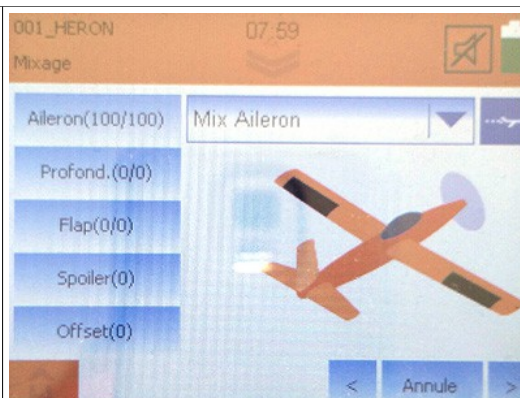 001_HERON
07:59
Mixage
Aileron(100/100)
Mix Aileron
Profond.(0/0)
Flap(0/0)
Spoiler(0)
Offset(0)
< Annule >